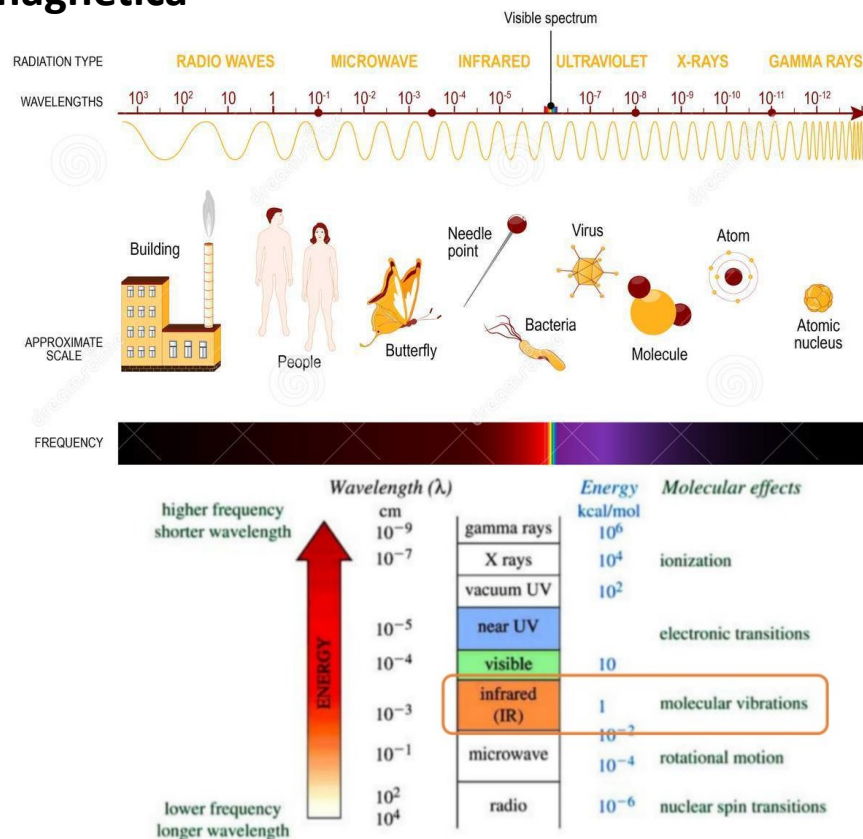 magnetica
Visible spectrum
RADIATION TYPE RADIO WAVES MICROWAVE INFRARED ULTRAVIOLET X-RAYS GAMMA RAYS
WAVELENGTHS 10³ 10² 10 1 10⁻¹ 10⁻² 10⁻³ 10⁻⁴ 10⁻⁵ 10⁻⁷ 10⁻⁸ 10⁻⁹ 10⁻¹⁰ 10⁻¹¹ 10⁻¹²
Building
People
Butterfly
Needle
point
Bacteria
Virus
Molecule
Atom
Atomic
nucleus
APPROXIMATE
SCALE
FREQUENCY
Wavelength (λ) Energy Molecular effects
cm kcal/mol
higher frequency
shorter wavelength
10⁻⁹ gamma rays 10⁶
10⁻⁷ X rays 10⁴ ionization
vacuum UV 10²
10⁻⁵ near UV electronic transitions
10⁻⁴ visible 10
ENERGY
infrared
10⁻³ (IR) 1 molecular vibrations
10⁻²
10⁻¹ microwave 10⁻⁴ rotational motion
10² radio 10⁻⁶ nuclear spin transitions
10⁴
lower frequency
longer wavelength